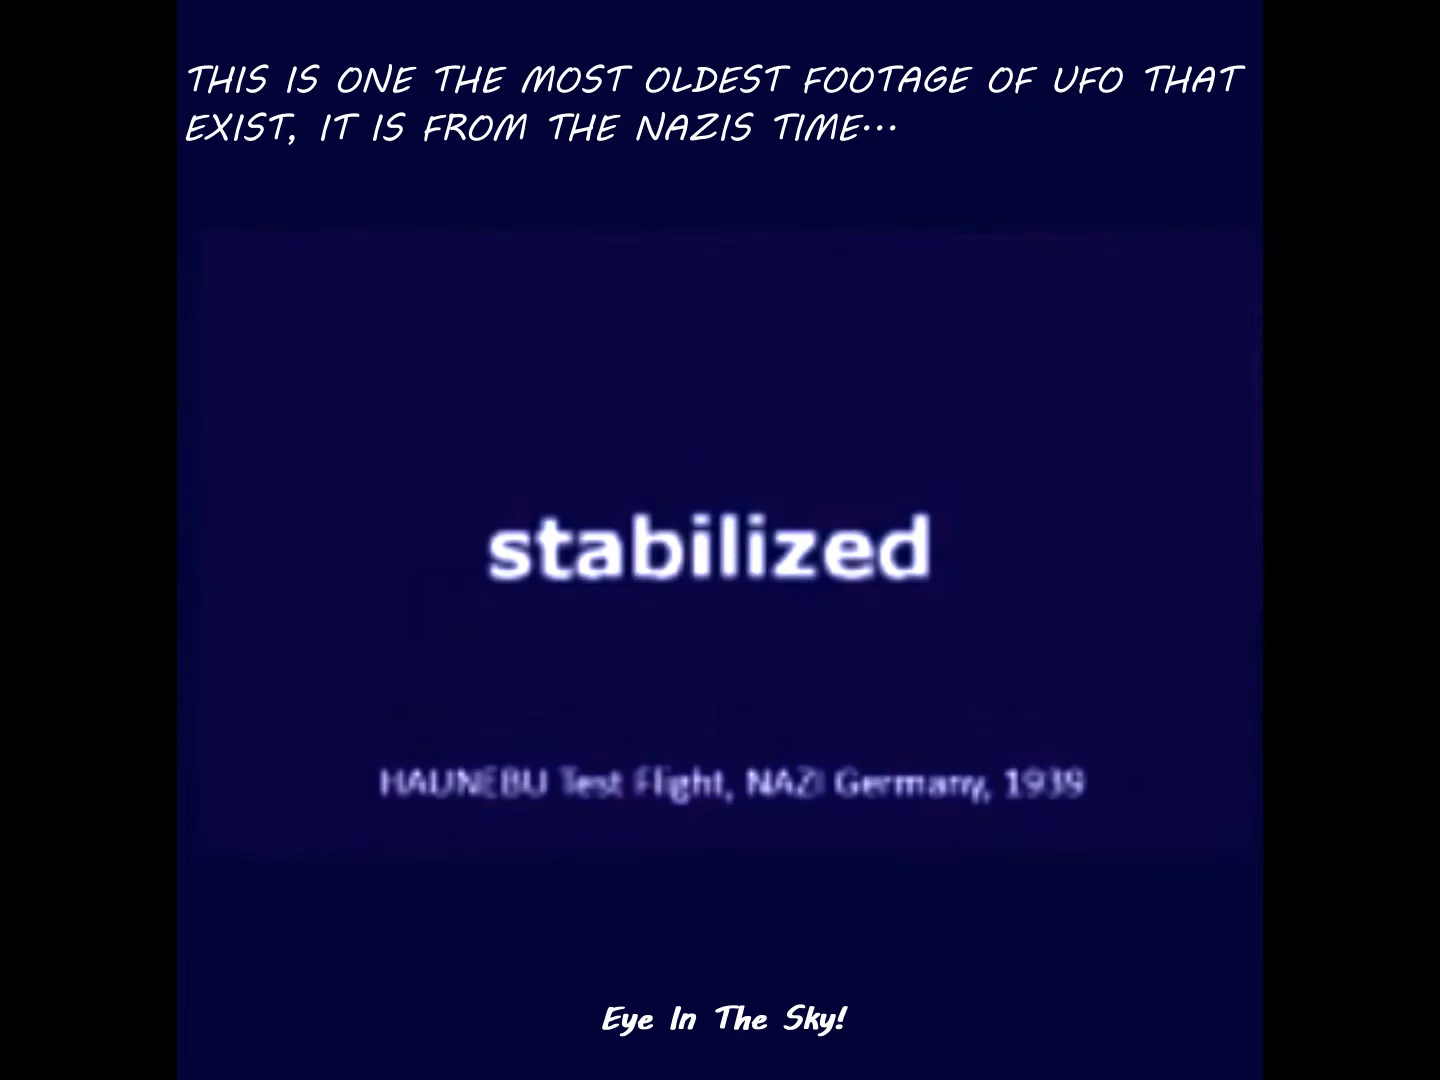 THIS IS ONE THE MOST OLDEST FOOTAGE OF UFO THAT
EXIST, IT IS FROM THE NAZIS TIME...
stabilized
HAUNEBU Test Flight, NAZI Germany, 1939
Eye In The Sky!